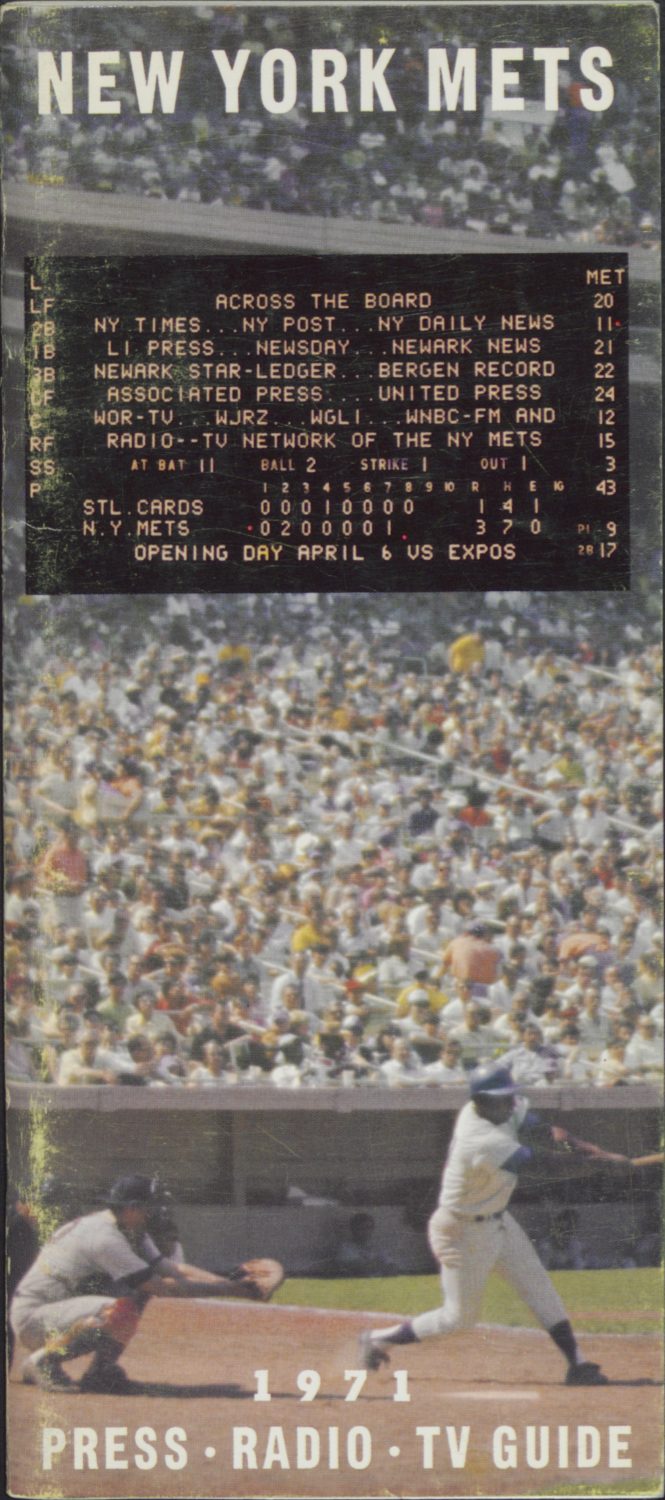 NEW YORK METS
L MET
LF ACROSS THE BOARD 20
2B NY TIMES...NY POST...NY DAILY NEWS 11
1B LI PRESS...NEWSDAY...NEWARK NEWS 21
3B NEWARK STAR-LEDGER...BERGEN RECORD 22
CF ASSOCIATED PRESS....UNITED PRESS 24
C WOR-TV...WJRZ...WGLI...WNBC-FM AND 12
RF RADIO--TV NETWORK OF THE NY METS 15
SS AT BAT 11 BALL 2 STRIKE 1 OUT 1 3
P 1 2 3 4 5 6 7 8 9 10 R H E IG 43
STL.CARDS 0 0 0 1 0 0 0 0 1 4 1
N.Y.METS 0 2 0 0 0 0 1 3 7 0 P1 9
OPENING DAY APRIL 6 VS EXPOS 2B 17
1971
PRESS · RADIO · TV GUIDE